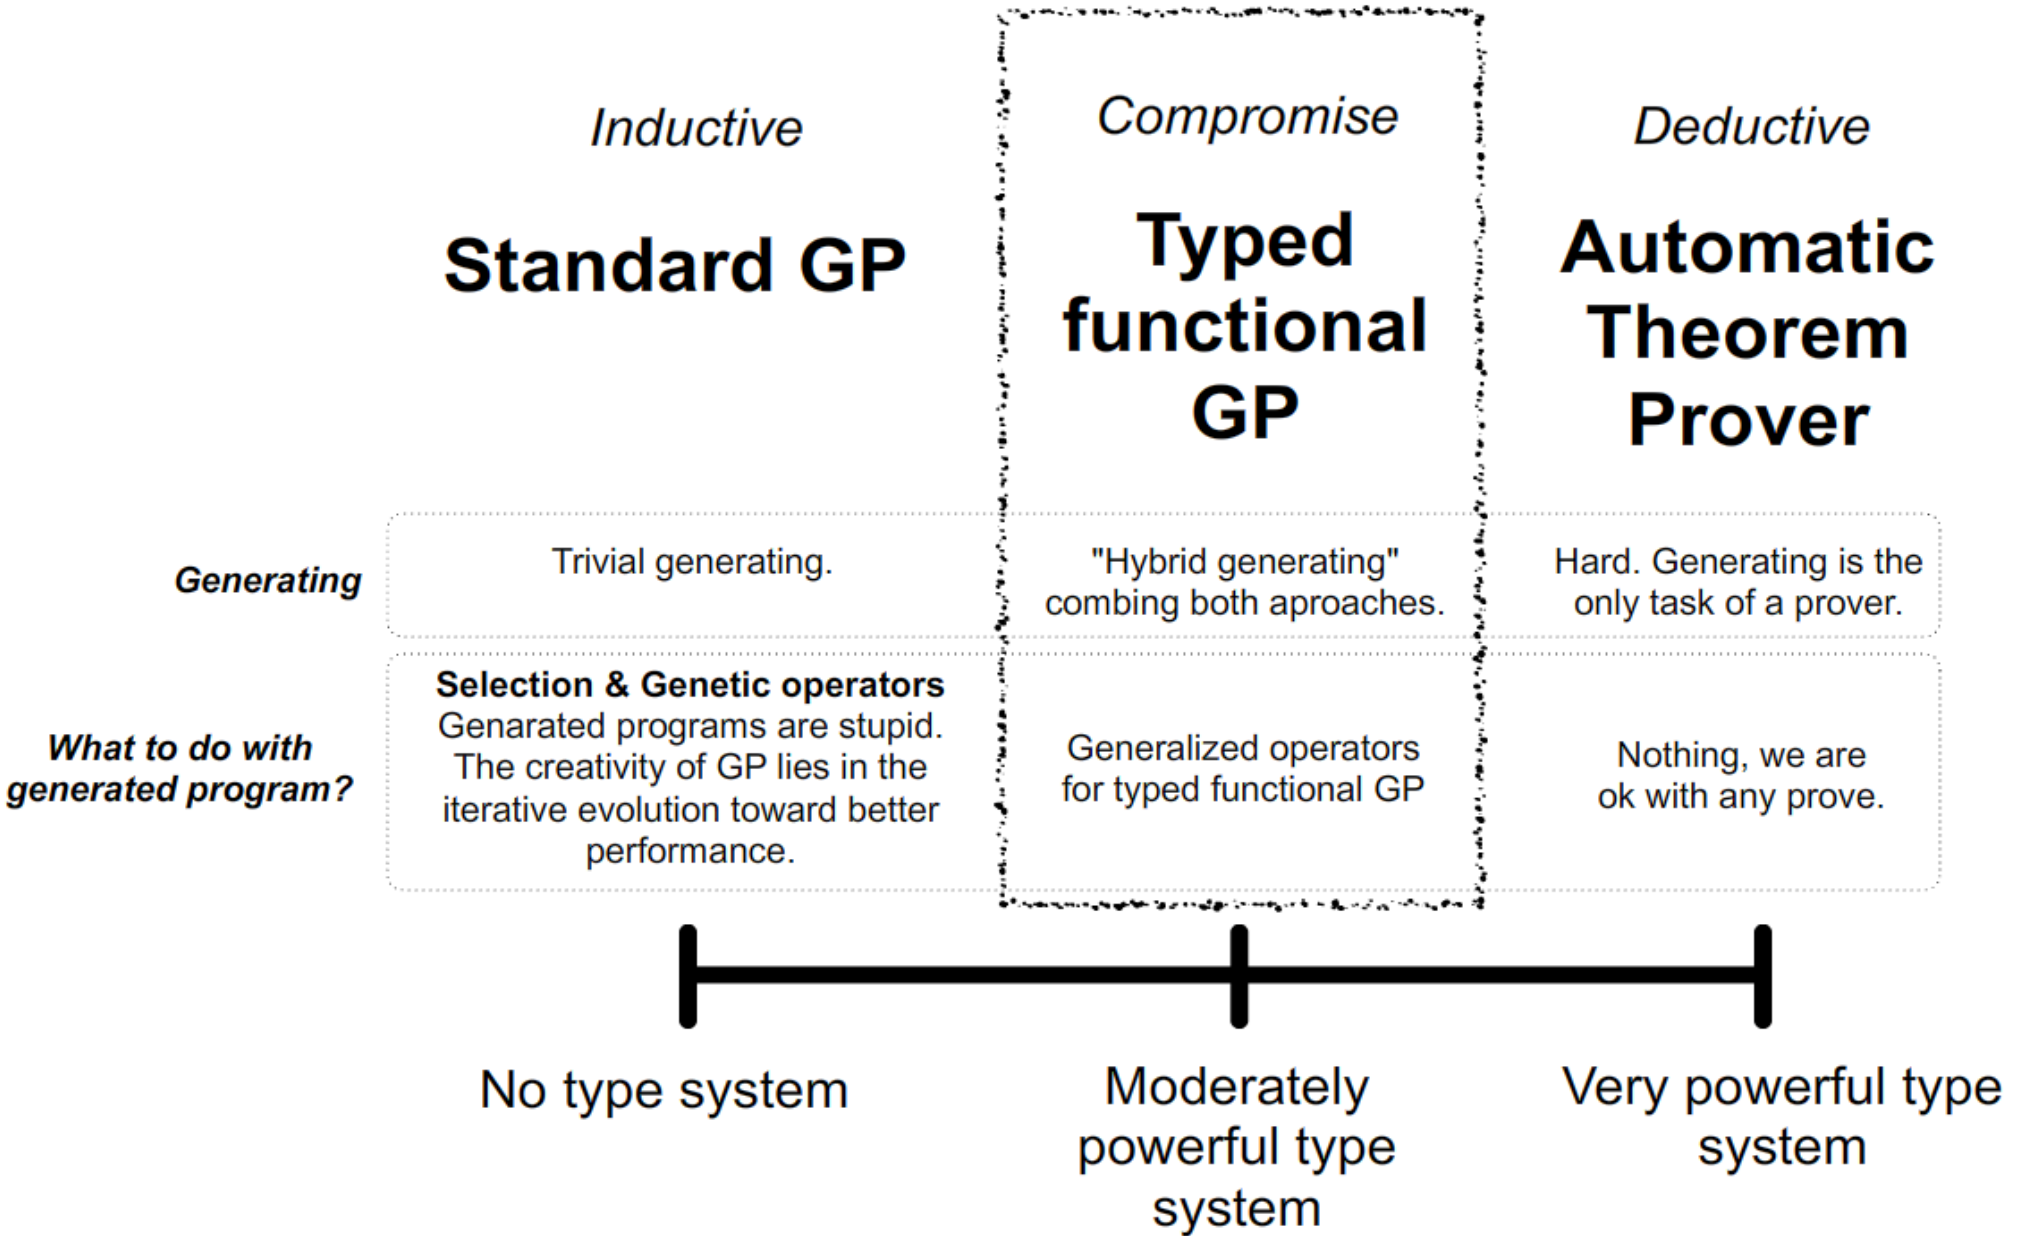 Inductive
Standard GP
Compromise
Typed
functional
GP
Deductive
Automatic
Theorem
Prover
Generating
Trivial generating.
"Hybrid generating"
combing both aproaches.
Hard. Generating is the
only task of a prover.
What to do with
generated program?
Selection & Genetic operators
Genarated programs are stupid.
The creativity of GP lies in the
iterative evolution toward better
performance.
Generalized operators
for typed functional GP
Nothing, we are
ok with any prove.
No type system
Moderately
powerful type
system
Very powerful type
system